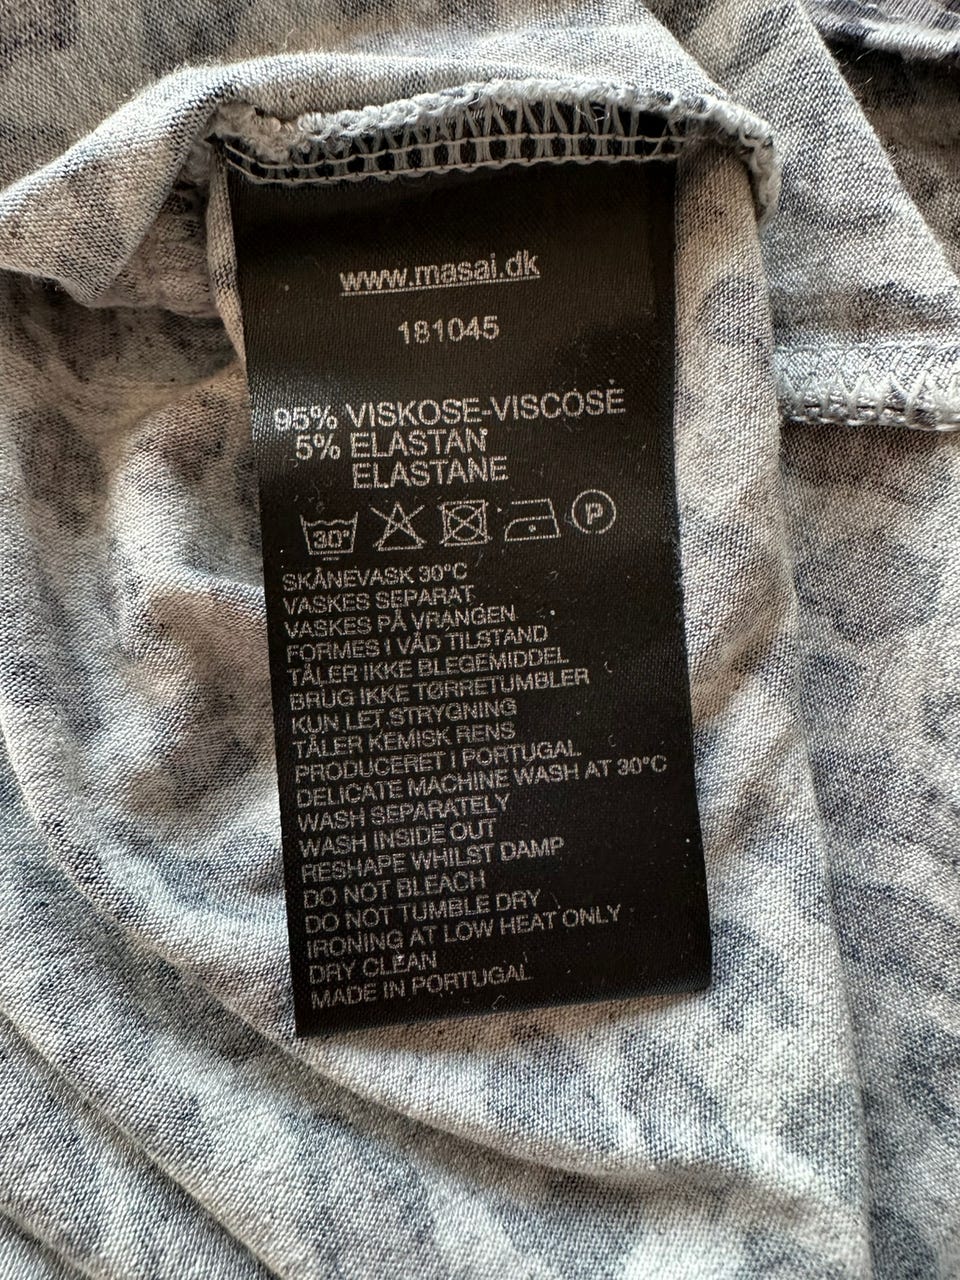 www.masai.dk
181045
95% VISKOSE-VISCOSE
5% ELASTAN
ELASTANE
30° P
SKÅNEVASK 30°C
VASKES SEPARAT
VASKES PÅ VRANGEN
FORMES I VÅD TILSTAND
TÅLER IKKE BLEGEMIDDEL
BRUG IKKE TØRRETUMBLER
KUN LET STRYGNING
TÅLER KEMISK RENS
PRODUCERET I PORTUGAL
DELICATE MACHINE WASH AT 30°C
WASH SEPARATELY
WASH INSIDE OUT
RESHAPE WHILST DAMP
DO NOT BLEACH
DO NOT TUMBLE DRY
IRONING AT LOW HEAT ONLY
DRY CLEAN
MADE IN PORTUGAL